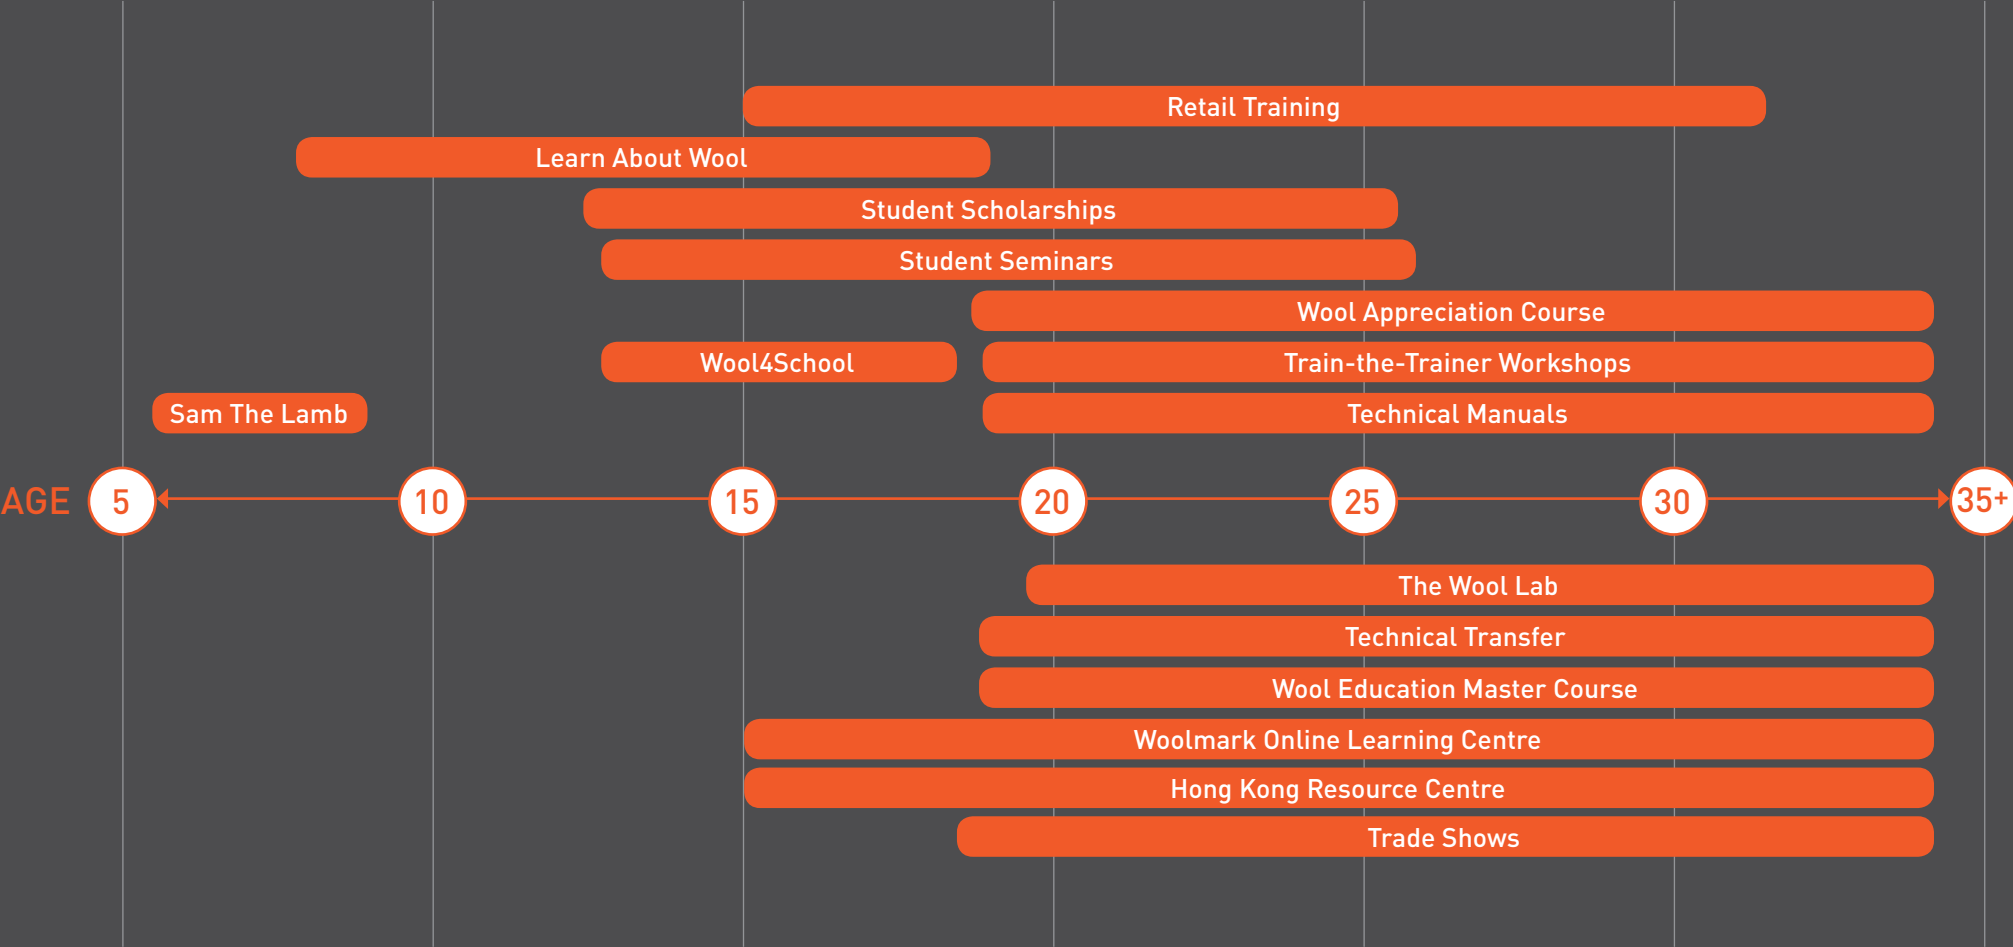 Retail Training
Learn About Wool
Student Scholarships
Student Seminars
Wool Appreciation Course
Wool4School
Train-the-Trainer Workshops
Sam The Lamb
Technical Manuals
AGE 5 10 15 20 25 30 35+
The Wool Lab
Technical Transfer
Wool Education Master Course
Woolmark Online Learning Centre
Hong Kong Resource Centre
Trade Shows